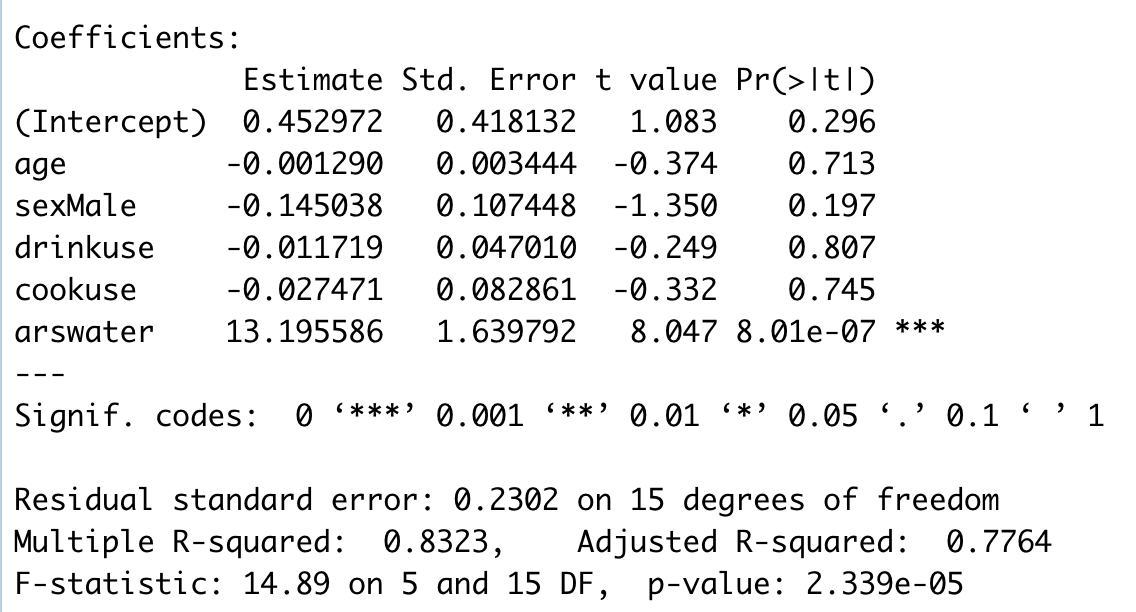 Coefficients:
             Estimate Std. Error t value Pr(>|t|)
(Intercept)  0.452972   0.418132   1.083    0.296
age         -0.001290   0.003444  -0.374    0.713
sexMale     -0.145038   0.107448  -1.350    0.197
drinkuse    -0.011719   0.047010  -0.249    0.807
cookuse     -0.027471   0.082861  -0.332    0.745
arswater    13.195586   1.639792   8.047 8.01e-07 ***
---
Signif. codes:  0 ‘***’ 0.001 ‘**’ 0.01 ‘*’ 0.05 ‘.’ 0.1 ‘ ’ 1
Residual standard error: 0.2302 on 15 degrees of freedom
Multiple R-squared:  0.8323,    Adjusted R-squared:  0.7764
F-statistic: 14.89 on 5 and 15 DF,  p-value: 2.339e-05